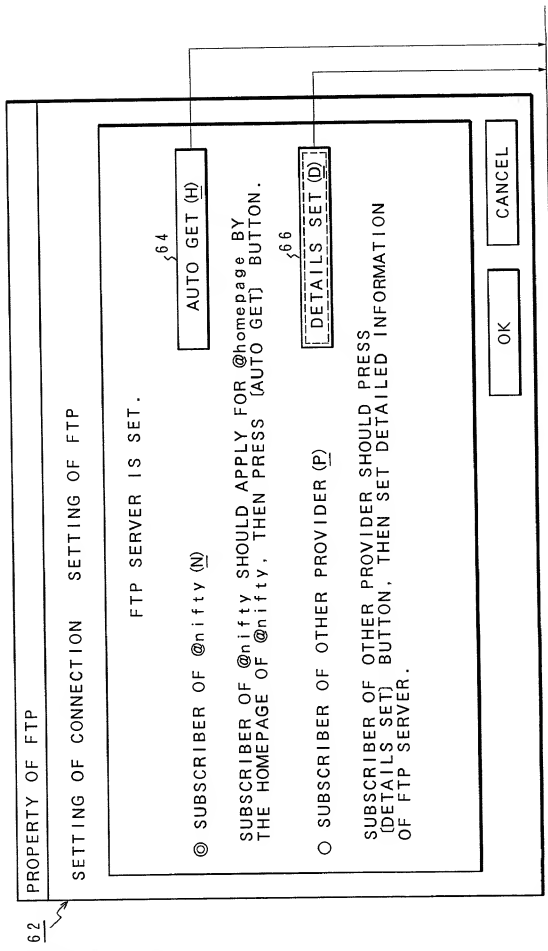 62
PROPERTY OF FTP
SETTING OF CONNECTION SETTING OF FTP
FTP SERVER IS SET.
64
◎ SUBSCRIBER OF @nifty (N) AUTO GET (H)
SUBSCRIBER OF @nifty SHOULD APPLY FOR @homepage BY
THE HOMEPAGE OF @nifty, THEN PRESS [AUTO GET] BUTTON.
66
○ SUBSCRIBER OF OTHER PROVIDER (P) DETAILS SET (D)
SUBSCRIBER OF OTHER PROVIDER SHOULD PRESS
[DETAILS SET] BUTTON, THEN SET DETAILED INFORMATION
OF FTP SERVER.
OK CANCEL